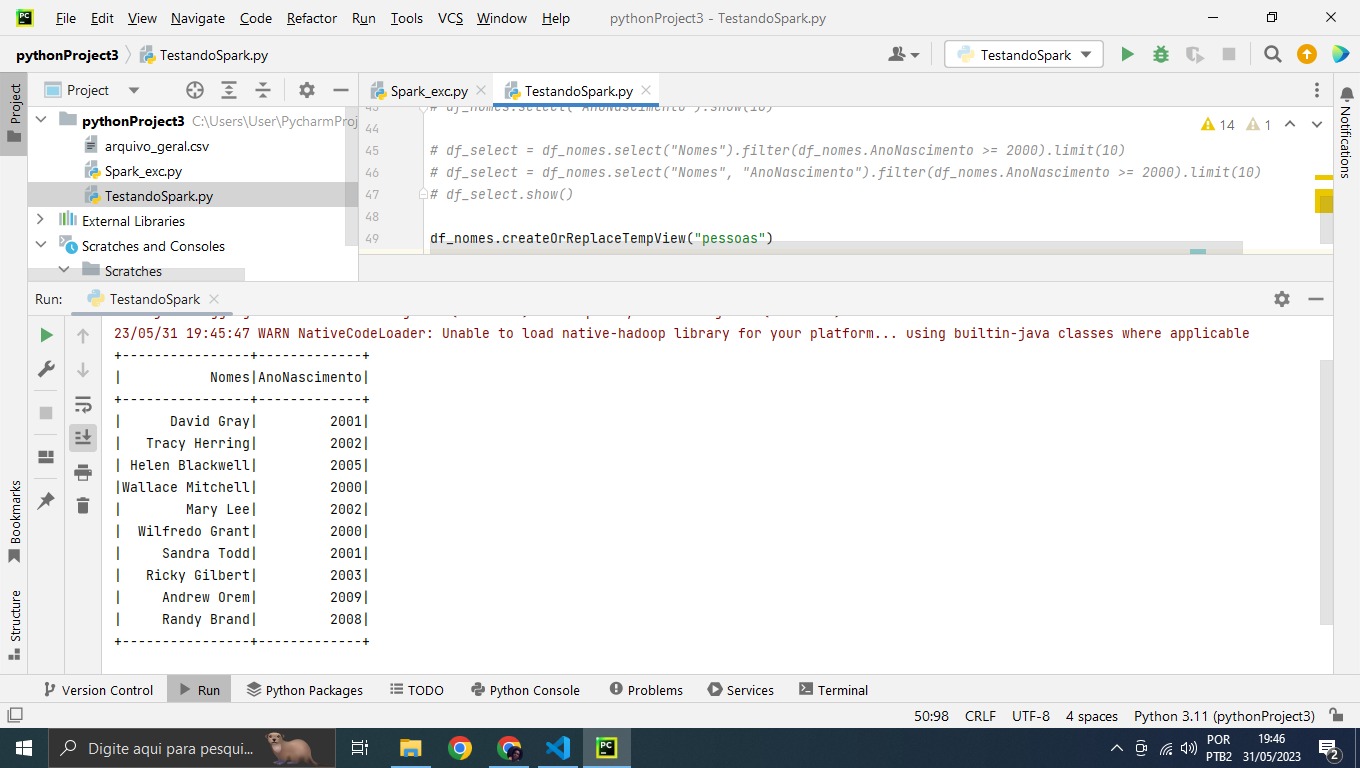 PC File Edit View Navigate Code Refactor Run Tools VCS Window Help pythonProject3 - TestandoSpark.py
pythonProject3 TestandoSpark.py TestandoSpark
Project
Project
Spark_exc.py TestandoSpark.py
Notifications
pythonProject3 C:\Users\User\PycharmProj
arquivo_geral.csv
Spark_exc.py
TestandoSpark.py
External Libraries
Scratches and Consoles
Scratches
43 # df_nomes.select("AnoNascimento").show(10)
44
14 1
45 # df_select = df_nomes.select("Nomes").filter(df_nomes.AnoNascimento >= 2000).limit(10)
46 # df_select = df_nomes.select("Nomes", "AnoNascimento").filter(df_nomes.AnoNascimento >= 2000).limit(10)
47 # df_select.show()
48
49 df_nomes.createOrReplaceTempView("pessoas")
Run: TestandoSpark
23/05/31 19:45:47 WARN NativeCodeLoader: Unable to load native-hadoop library for your platform... using builtin-java classes where applicable
+----------------+-------------+
|           Nomes|AnoNascimento|
+----------------+-------------+
|      David Gray|         2001|
|   Tracy Herring|         2002|
| Helen Blackwell|         2005|
|Wallace Mitchell|         2000|
|        Mary Lee|         2002|
|  Wilfredo Grant|         2000|
|     Sandra Todd|         2001|
|   Ricky Gilbert|         2003|
|     Andrew Orem|         2009|
|     Randy Brand|         2008|
+----------------+-------------+
Bookmarks
Structure
Version Control Run Python Packages TODO Python Console Problems Services Terminal
50:98 CRLF UTF-8 4 spaces Python 3.11 (pythonProject3)
Digite aqui para pesqui...
PC
POR
PTB2
19:46
31/05/2023
2